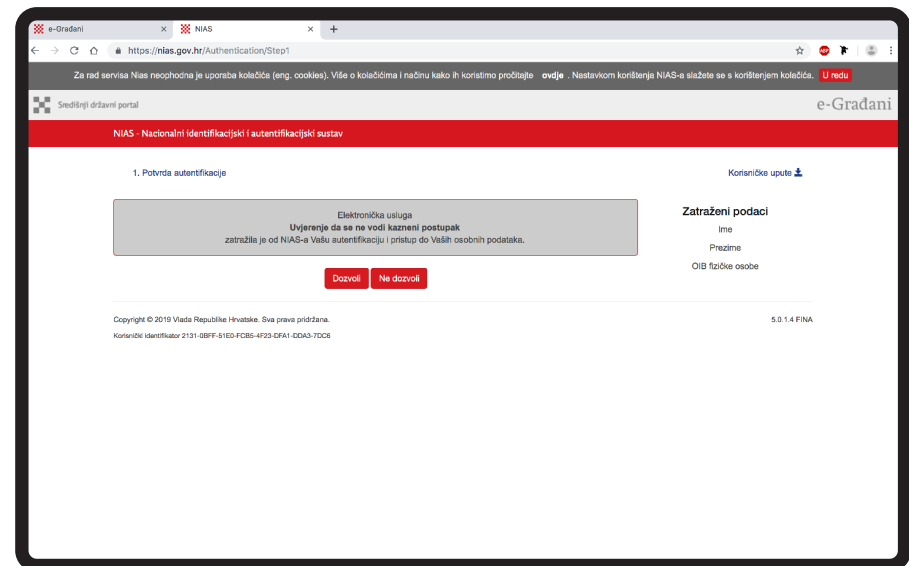 e-Građani
NIAS
https://nias.gov.hr/Authentication/Step1
Za rad servisa Nias neophodna je uporaba kolačića (eng. cookies). Više o kolačićima i načinu kako ih koristimo pročitajte ovdje . Nastavkom korištenja NIAS-a slažete se s korištenjem kolačića. U redu
Središnji državni portal
e-Građani
NIAS - Nacionalni identifikacijski i autentifikacijski sustav
1. Potvrda autentifikacije
Korisničke upute
Elektronička usluga
Uvjerenje da se ne vodi kazneni postupak
zatražila je od NIAS-a Vašu autentifikaciju i pristup do Vaših osobnih podataka.
Dozvoli Ne dozvoli
Zatraženi podaci
Ime
Prezime
OIB fizičke osobe
Copyright © 2019 Vlada Republike Hrvatske. Sva prava pridržana.
5.0.1.4 FINA
Korisnički identifikator 2131-0BFF-51E0-FCB5-4F23-DFA1-DDA3-7DC6